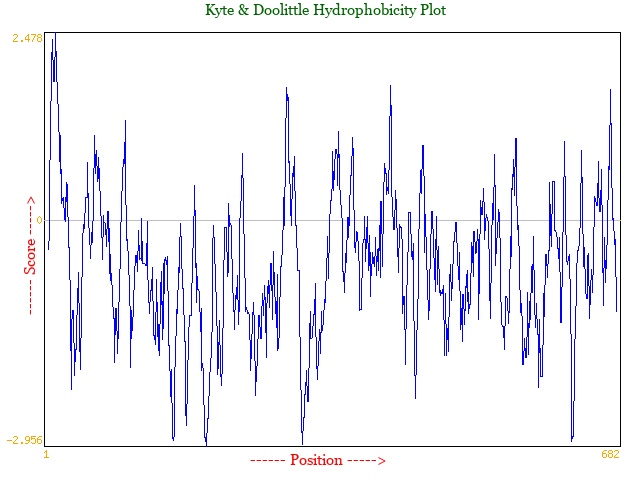 Kyte & Doolittle Hydrophobicity Plot
2.478
0
------ Score ----->
-2.956
1
682
------ Position ----->